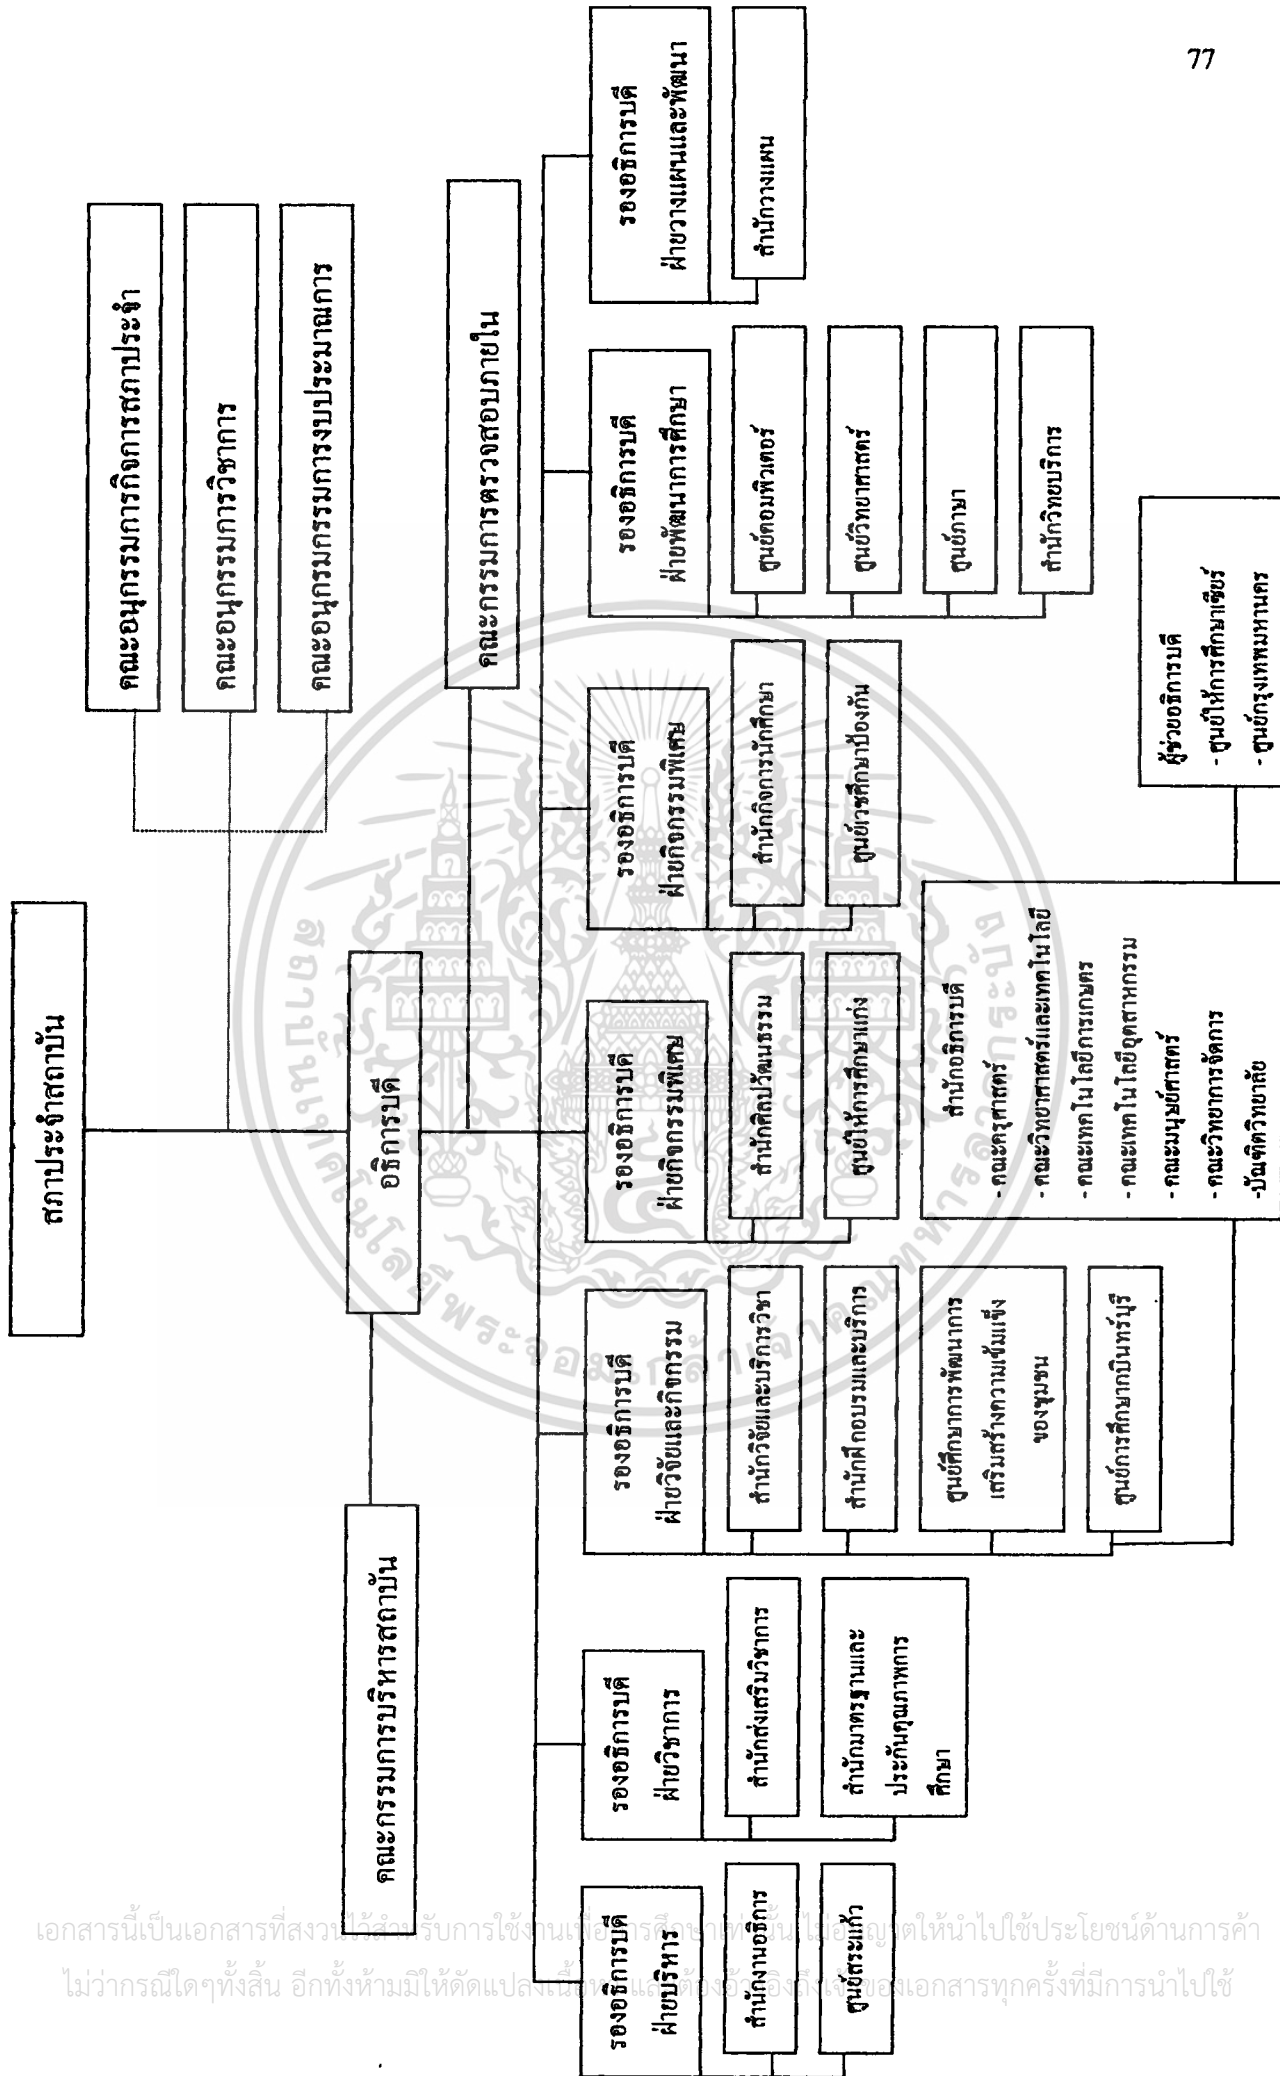 77
สภาประจำสถาบัน
คณะอนุกรรมการกิจการสภาประจำ
คณะอนุกรรมการวิชาการ
คณะอนุกรมกรรมการงบประมาณการ
อธิการบดี
คณะกรรมการบริหารสถาบัน
คณะกรรมการตรวจสอบภายใน
รองอธิการบดี
ฝ่ายบริหาร
สำนักงานอธิการ
ศูนย์สระแก้ว
รองอธิการบดี
ฝ่ายวิชาการ
สำนักส่งเสริมวิชาการ
สำนักมาตรฐานและ
ประกันคุณภาพการ
ศึกษา
รองอธิการบดี
ฝ่ายวิจัยและกิจกรรม
สำนักวิจัยและบริการวิชา
สำนักฝึกอบรมและบริการ
ศูนย์ศึกษาการพัฒนาการ
เสริมสร้างความเข้มแข็ง
ของชุมชน
ศูนย์การศึกษากบินทร์บุรี
รองอธิการบดี
ฝ่ายกิจกรรมพิเศษ
สำนักศิลปวัฒนธรรม
ศูนย์ให้การศึกษาแก่ง
รองอธิการบดี
ฝ่ายกิจกรรมพิเศษ
สำนักกิจการนักศึกษา
ศูนย์เวชศึกษาป้องกัน
รองอธิการบดี
ฝ่ายพัฒนาการศึกษา
ศูนย์คอมพิวเตอร์
ศูนย์วิทยาศาสตร์
ศูนย์ภาษา
สำนักวิทยบริการ
รองอธิการบดี
ฝ่ายวางแผนและพัฒนา
สำนักวางแผน
สำนักอธิการบดี
- คณะครุศาสตร์
- คณะวิทยาศาสตร์และเทคโนโลยี
- คณะเทคโนโลยีการเกษตร
- คณะเทคโนโลยีอุตสาหกรรม
- คณะมนุษย์ศาสตร์
- คณะวิทยาการจัดการ
-บัณฑิตวิทยาลัย
ผู้ช่วยอธิการบดี
- ศูนย์ให้การศึกษาเชียร์
- ศูนย์กรุงเทพมหานคร
สถาบันเทคโนโลยีพระจอมเกล้าเจ้าคุณทหารลาดกระบัง
เอกสารนี้เป็นเอกสารที่สงวนไว้สำหรับการใช้งานเพื่อการศึกษาเท่านั้น ไม่อนุญาตให้นำไปใช้ประโยชน์ด้านการค้า
ไม่ว่ากรณีใดๆทั้งสิ้น อีกทั้งห้ามมิให้ดัดแปลงเนื้อหา และต้องอ้างอิงถึงเจ้าของเอกสารทุกครั้งที่มีการนำไปใช้